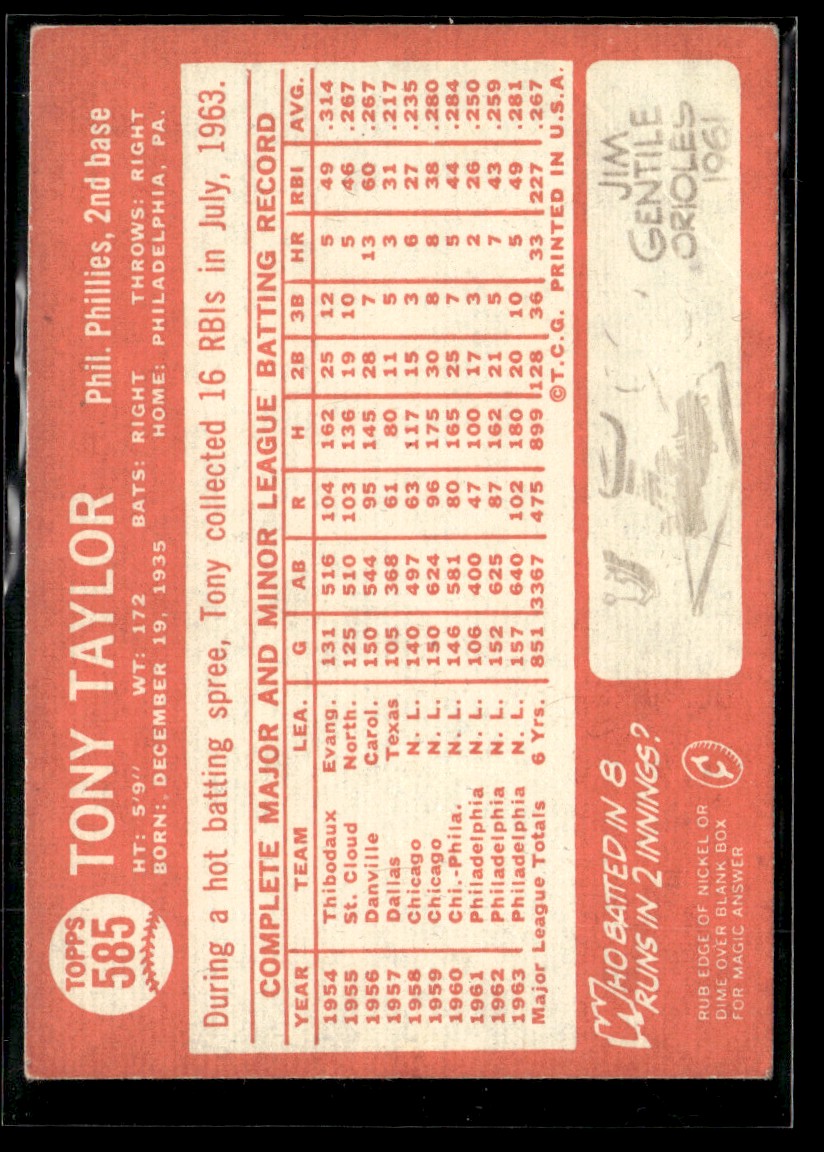 TOPPS
585
TONY TAYLOR
Phil. Phillies, 2nd base
HT: 5'9" WT: 172 BATS: RIGHT THROWS: RIGHT
BORN: DECEMBER 19, 1935 HOME: PHILADELPHIA, PA.
During a hot batting spree, Tony collected 16 RBIs in July, 1963.
COMPLETE MAJOR AND MINOR LEAGUE BATTING RECORD
YEAR TEAM LEA. G AB R H 2B 3B HR RBI AVG.
1954 Thibodaux Evang. 131 516 104 162 25 12 5 49 .314
1955 St. Cloud North. 125 510 103 136 19 10 5 46 .267
1956 Danville Carol. 150 544 95 145 28 7 13 60 .267
1957 Dallas Texas 105 368 61 80 11 5 3 31 .217
1958 Chicago N. L. 140 497 63 117 15 3 6 27 .235
1959 Chicago N. L. 150 624 96 175 30 8 8 38 .280
1960 Chi.-Phila. N. L. 146 581 80 165 25 7 5 44 .284
1961 Philadelphia N. L. 106 400 47 100 17 3 2 26 .250
1962 Philadelphia N. L. 152 625 87 162 21 5 7 43 .259
1963 Philadelphia N. L. 157 640 102 180 20 10 5 49 .281
Major League Totals 6 Yrs. 851 3367 475 899 128 36 33 227 .267
©T.C.G. PRINTED IN U.S.A.
WHO BATTED IN 8
RUNS IN 2 INNINGS?
RUB EDGE OF NICKEL OR
DIME OVER BLANK BOX
FOR MAGIC ANSWER
JIM
GENTILE
ORIOLES
1961